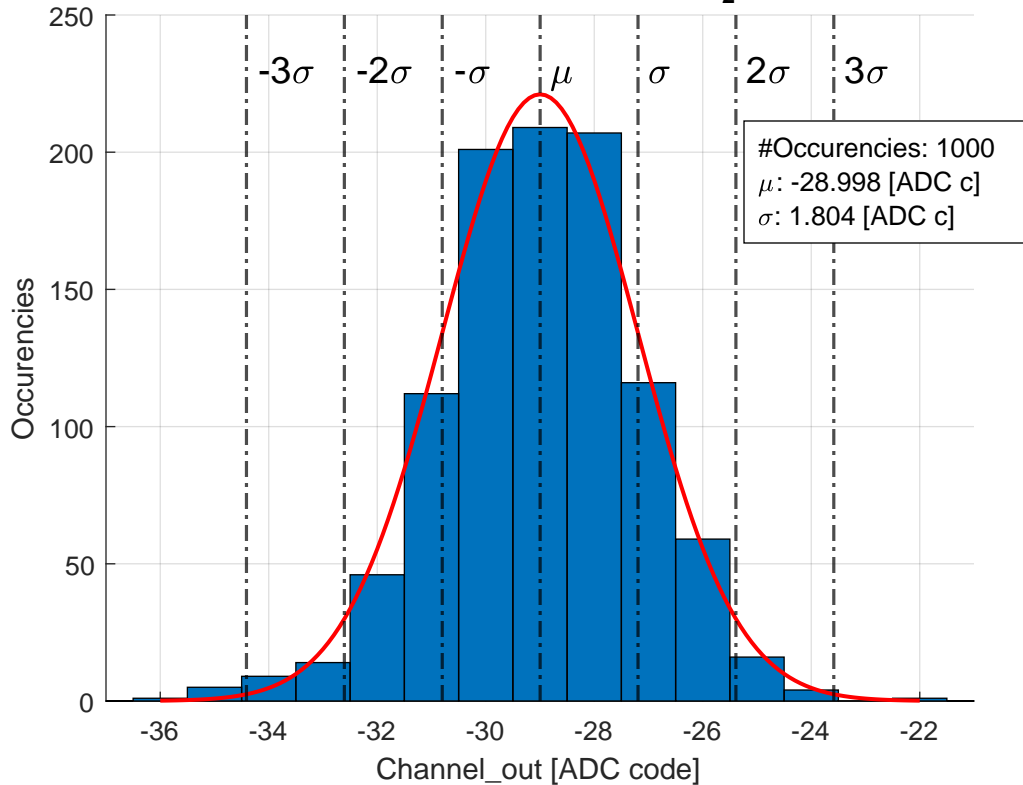 250
200
150
100
50
0
-3σ -2σ -σ μ σ 2σ 3σ
#Occurencies: 1000
μ: -28.998 [ADC c]
σ: 1.804 [ADC c]
Occurencies
-36 -34 -32 -30 -28 -26 -24 -22
Channel_out [ADC code]